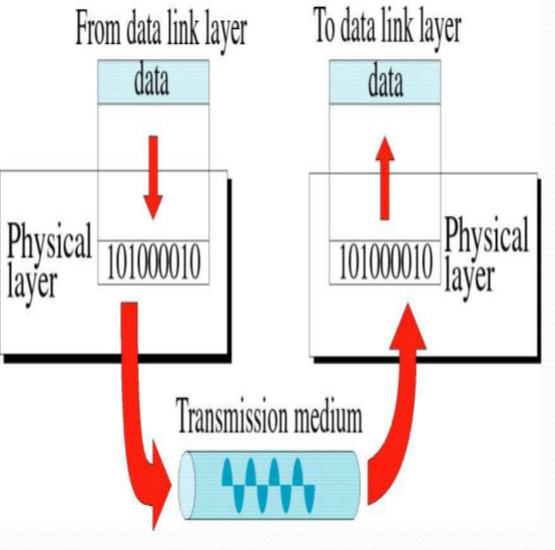 From data link layer
To data link layer
data
data
Physical
layer
101000010
101000010
Physical
layer
Transmission medium